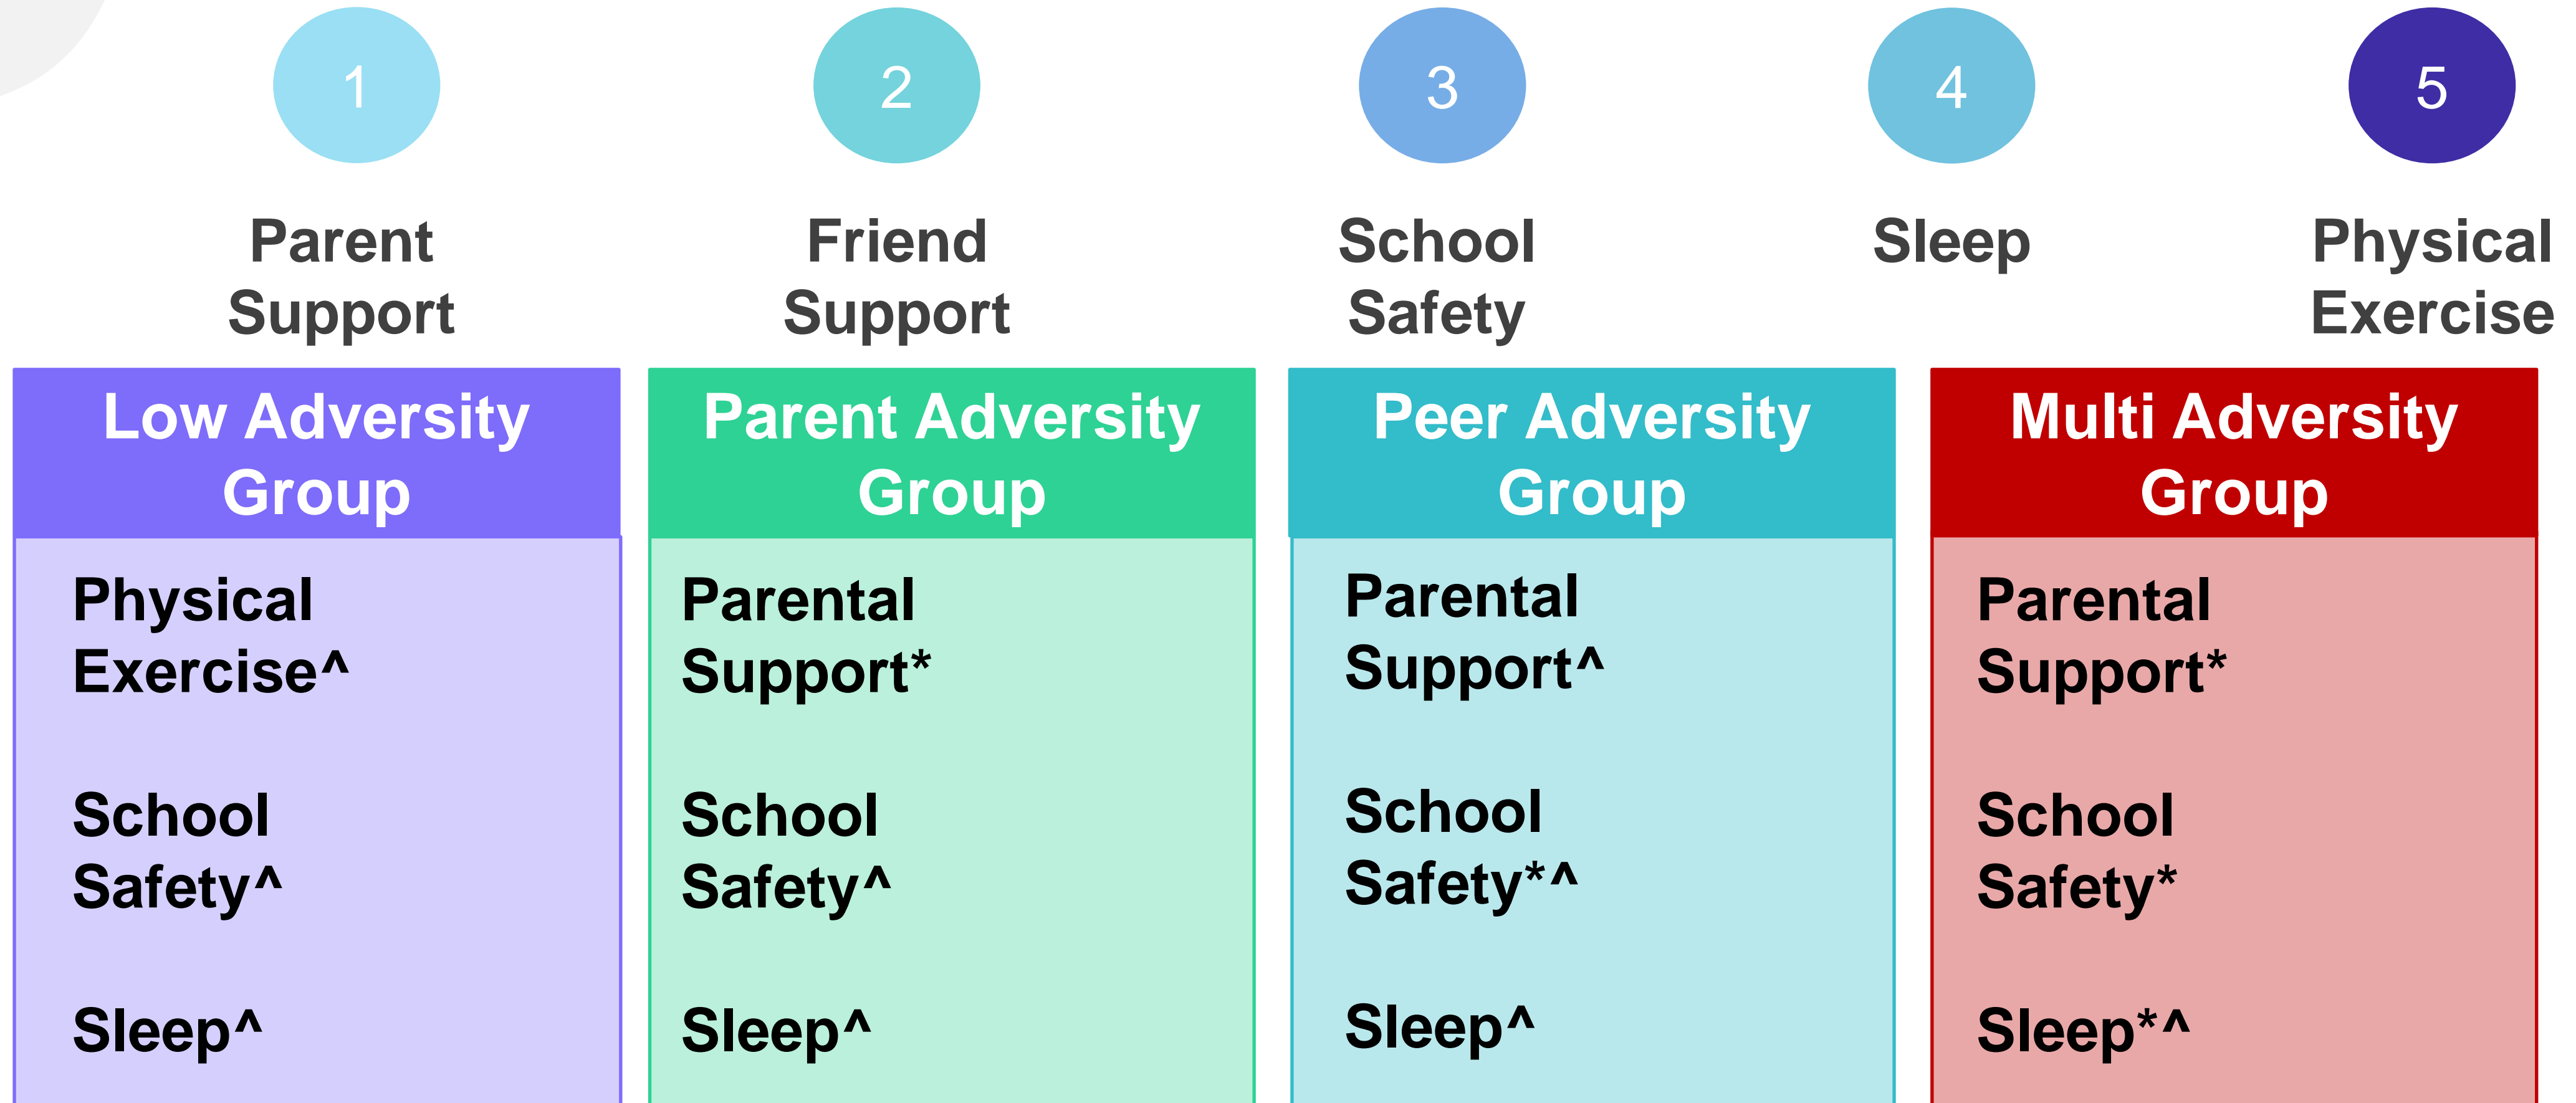 1
2
3
4
5
Parent
Support
Friend
Support
School
Safety
Sleep
Physical
Exercise
Low Adversity
Group
Physical
Exercise^
School
Safety^
Sleep^
Parent Adversity
Group
Parental
Support*
School
Safety^
Sleep^
Peer Adversity
Group
Parental
Support^
School
Safety*^
Sleep^
Multi Adversity
Group
Parental
Support*
School
Safety*
Sleep*^